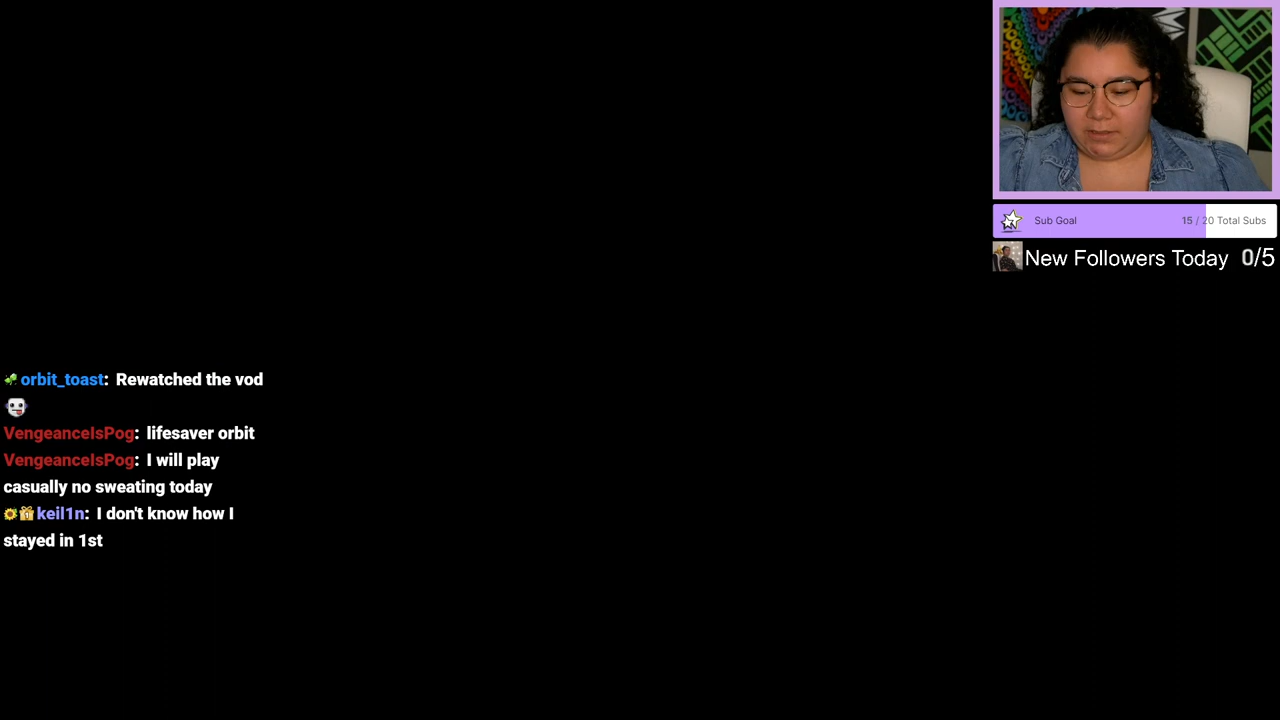 Sub Goal 15 / 20 Total Subs
New Followers Today 0/5
orbit_toast: Rewatched the vod
VengeanceIsPog: lifesaver orbit
VengeanceIsPog: I will play
casually no sweating today
keil1n: I don't know how I
stayed in 1st